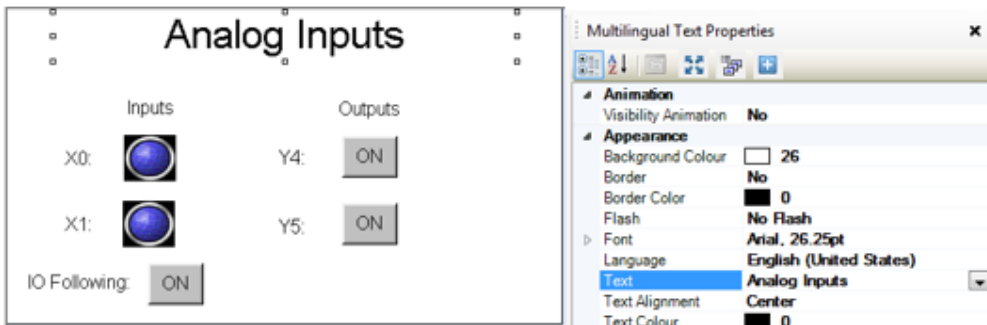 Analog Inputs
Inputs Outputs
X0: Y4: ON
X1: Y5: ON
IO Following: ON
Multilingual Text Properties
Animation
Visibility Animation No
Appearance
Background Colour 26
Border No
Border Color 0
Flash No Flash
Font Arial, 26.25pt
Language English (United States)
Text Analog Inputs
Text Alignment Center
Text Colour 0